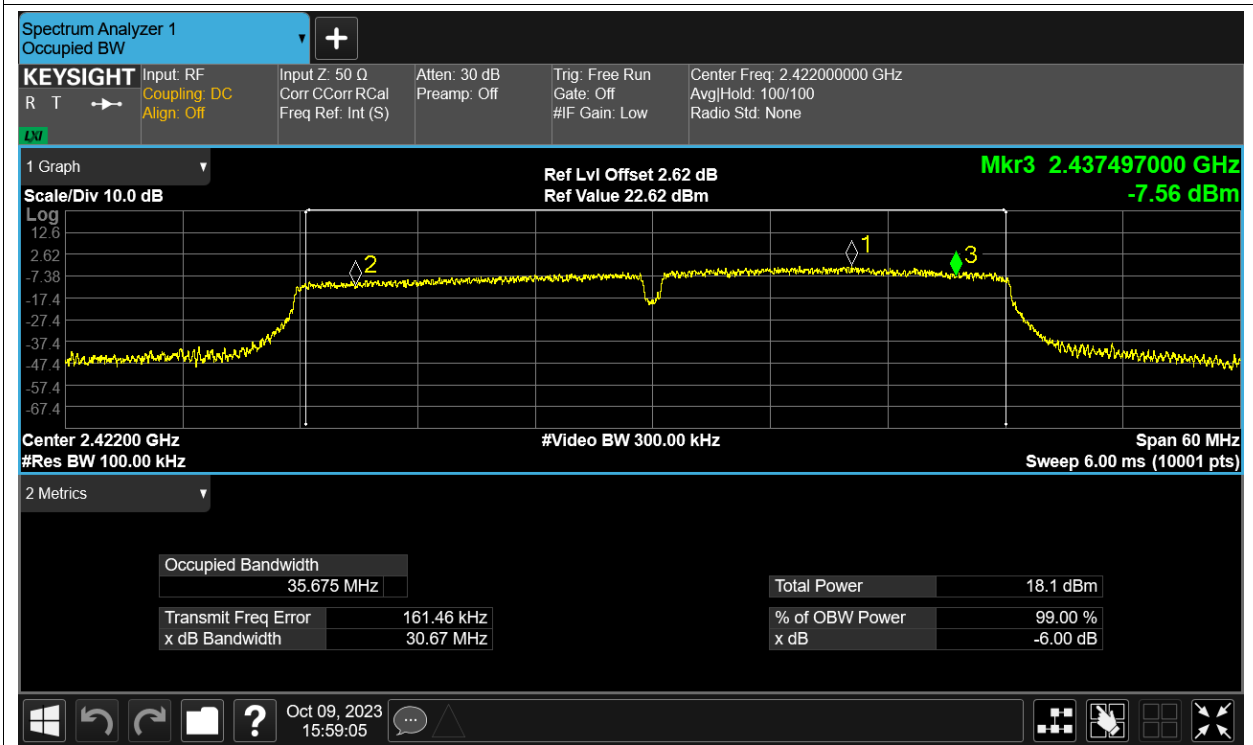 Spectrum Analyzer 1
Occupied BW
KEYSIGHT
R T
LXI
Input: RF
Coupling: DC
Align: Off
Input Z: 50 Ω
Corr CCorr RCal
Freq Ref: Int (S)
Atten: 30 dB
Preamp: Off
Trig: Free Run
Gate: Off
#IF Gain: Low
Center Freq: 2.422000000 GHz
Avg|Hold: 100/100
Radio Std: None
1 Graph
Scale/Div 10.0 dB
Ref Lvl Offset 2.62 dB
Ref Value 22.62 dBm
Mkr3 2.437497000 GHz
-7.56 dBm
Log
12.6
2.62
-7.38
-17.4
-27.4
-37.4
-47.4
-57.4
-67.4
2
1
3
Center 2.42200 GHz
#Video BW 300.00 kHz
Span 60 MHz
#Res BW 100.00 kHz
Sweep 6.00 ms (10001 pts)
2 Metrics
Occupied Bandwidth
35.675 MHz
Total Power 18.1 dBm
Transmit Freq Error 161.46 kHz
% of OBW Power 99.00 %
x dB Bandwidth 30.67 MHz
x dB -6.00 dB
?
Oct 09, 2023
15:59:05